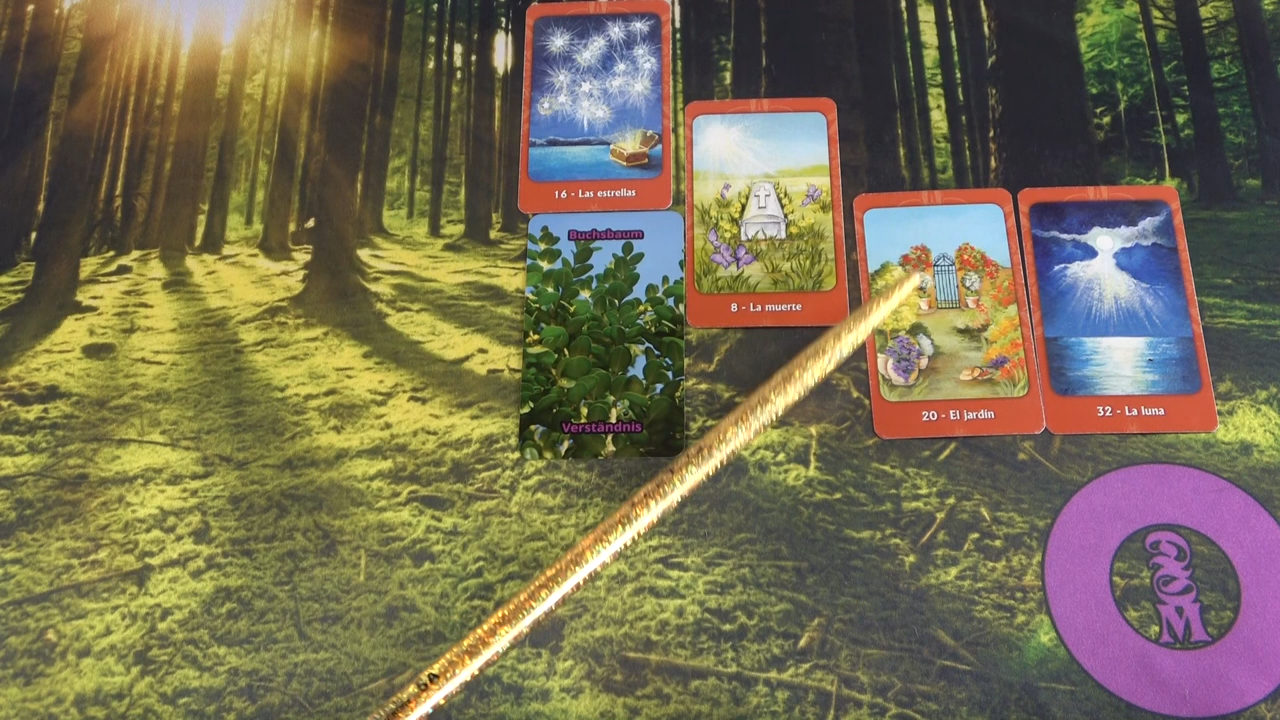 16 - Las estrellas
Buchsbaum
Verständnis
8 - La muerte
20 - El jardín
32 - La luna